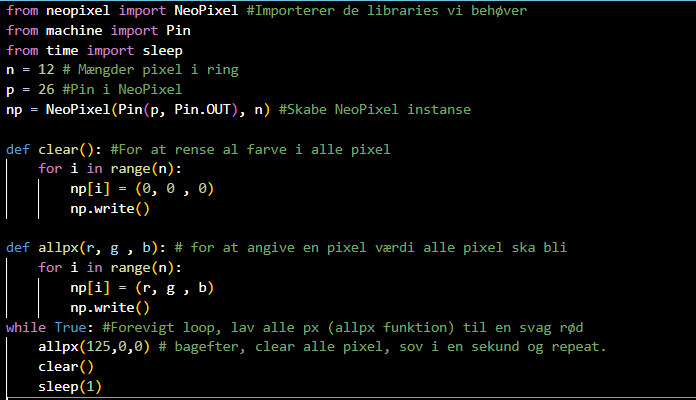 from neopixel import NeoPixel #Importerer de libraries vi behøver
from machine import Pin
from time import sleep
n = 12 # Mængder pixel i ring
p = 26 #Pin i NeoPixel
np = NeoPixel(Pin(p, Pin.OUT), n) #Skabe NeoPixel instanse

def clear(): #For at rense al farve i alle pixel
    for i in range(n):
        np[i] = (0, 0 , 0)
        np.write()

def allpx(r, g , b): # for at angive en pixel værdi alle pixel ska bli
    for i in range(n):
        np[i] = (r, g , b)
        np.write()
while True: #Forevigt loop, lav alle px (allpx funktion) til en svag rød
    allpx(125,0,0) # bagefter, clear alle pixel, sov i en sekund og repeat.
    clear()
    sleep(1)